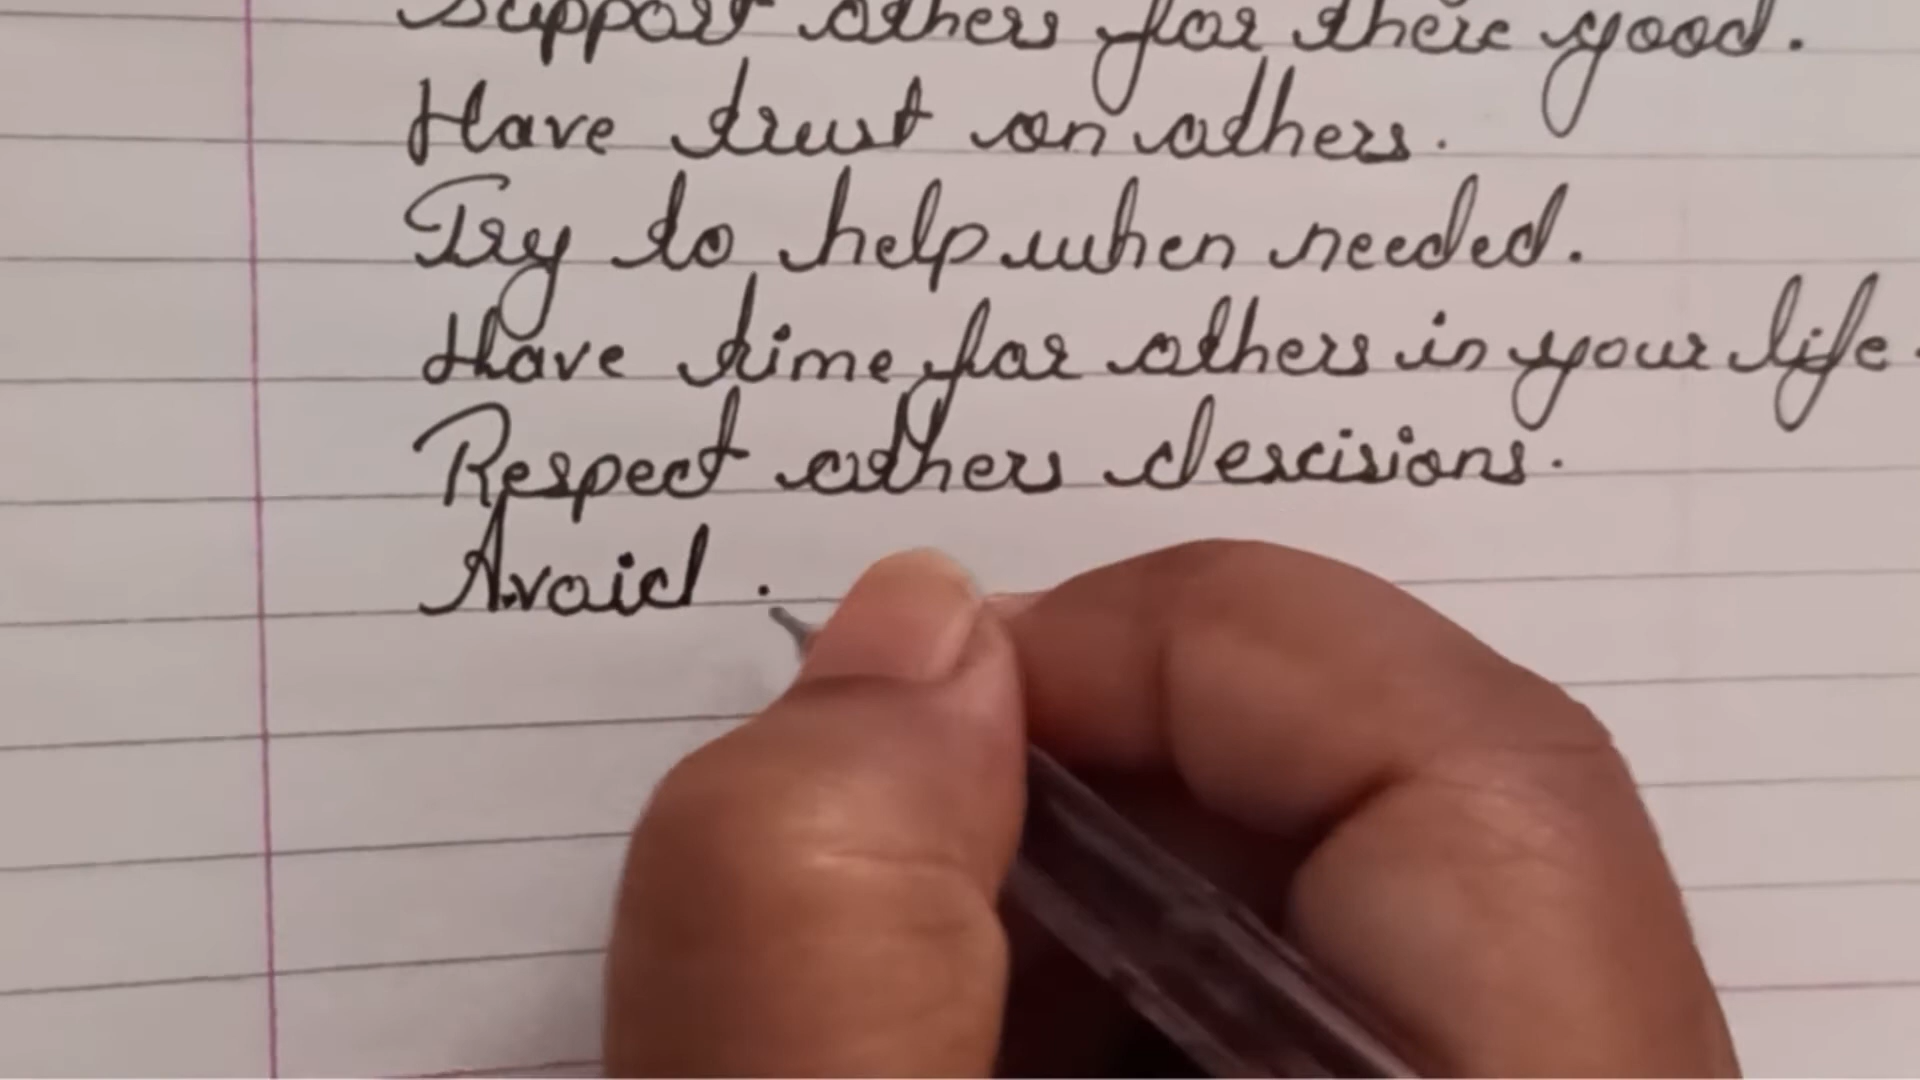 Support others for there good.
Have trust on others.
Try to help when needed.
Have time for others in your life.
Respect others descisions.
Avoid